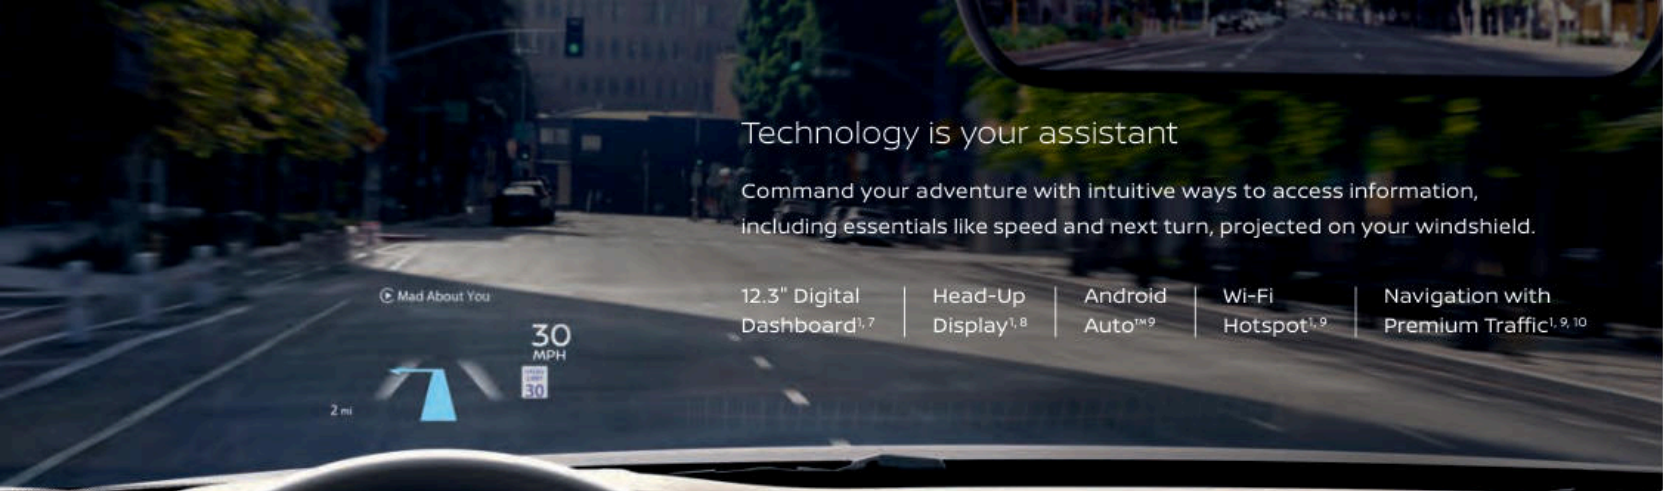 Technology is your assistant
Command your adventure with intuitive ways to access information,
including essentials like speed and next turn, projected on your windshield.
12.3" Digital
Dashboard1, 7
Head-Up
Display1, 8
Android
Auto™9
Wi-Fi
Hotspot1, 9
Navigation with
Premium Traffic1, 9, 10
Mad About You
30
MPH
SPEED
LIMIT
30
2 mi